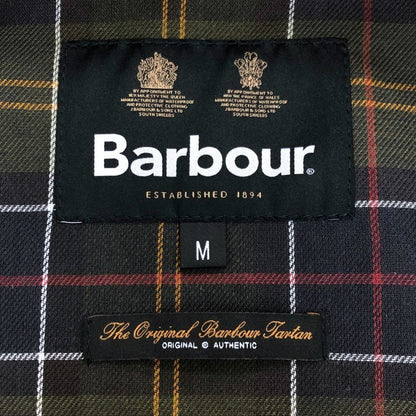 BY APPOINTMENT TO
HER MAJESTY THE QUEEN
MANUFACTURERS OF WATERPROOF
AND PROTECTIVE CLOTHING
J BARBOUR & SONS LTD
SOUTH SHIELDS
BY APPOINTMENT TO
THE PRINCE OF WALES
MANUFACTURERS OF WATERPROOF
AND PROTECTIVE CLOTHING
J BARBOUR & SONS LTD
SOUTH SHIELDS
Barbour®
ESTABLISHED 1894
M
The Original Barbour Tartan
ORIGINAL © AUTHENTIC